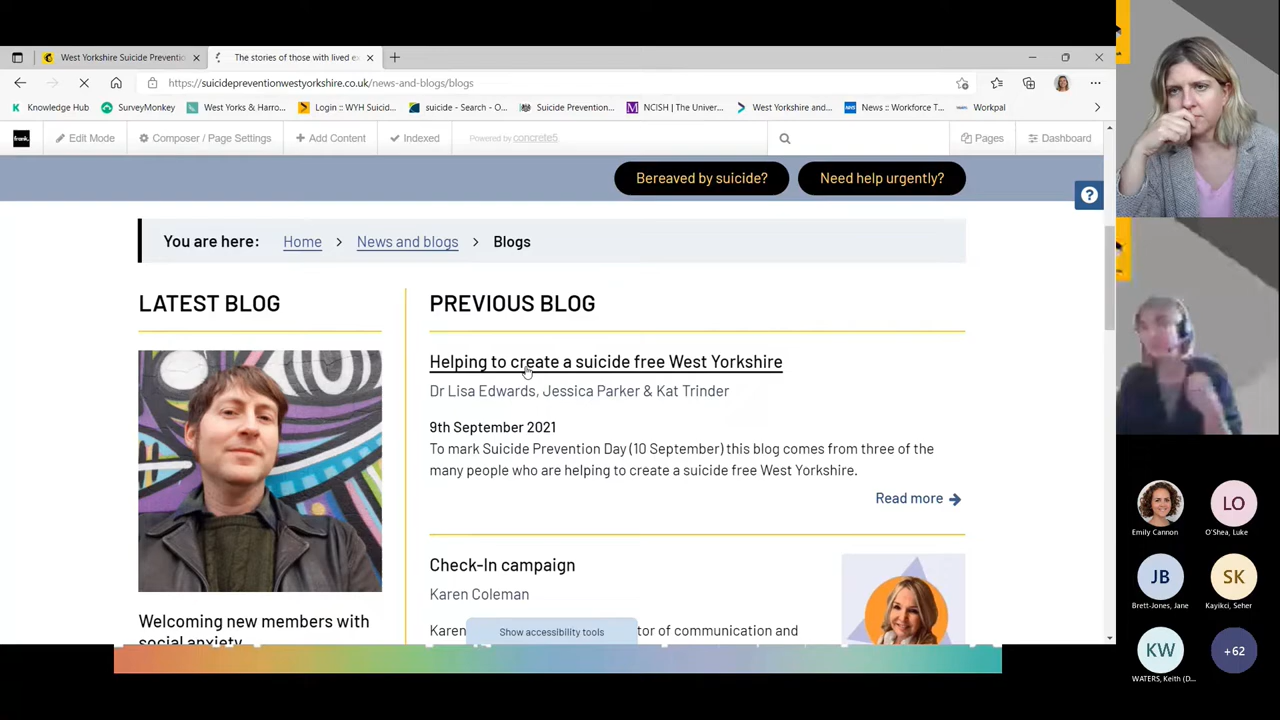 West Yorkshire Suicide Preventio
The stories of those with lived ex
https://suicidepreventionwestyorkshire.co.uk/news-and-blogs/blogs
Knowledge Hub
SurveyMonkey
West Yorks & Harro...
Login :: WYH Suicid...
suicide - Search - O...
Suicide Prevention...
NCISH | The Univer...
West Yorkshire and...
News :: Workforce T...
Workpal
frank.
Edit Mode
Composer / Page Settings
Add Content
Indexed
Powered by concrete5
Pages
Dashboard
Bereaved by suicide?
Need help urgently?
You are here: Home > News and blogs > Blogs
LATEST BLOG
Welcoming new members with
social anxiety
PREVIOUS BLOG
Helping to create a suicide free West Yorkshire
Dr Lisa Edwards, Jessica Parker & Kat Trinder
9th September 2021
To mark Suicide Prevention Day (10 September) this blog comes from three of the
many people who are helping to create a suicide free West Yorkshire.
Read more
Check-In campaign
Karen Coleman
Karen tor of communication and
Show accessibility tools
Emily Cannon
LO
O'Shea, Luke
JB
Brett-Jones, Jane
SK
Kayikci, Seher
KW
WATERS, Keith (D...
+62